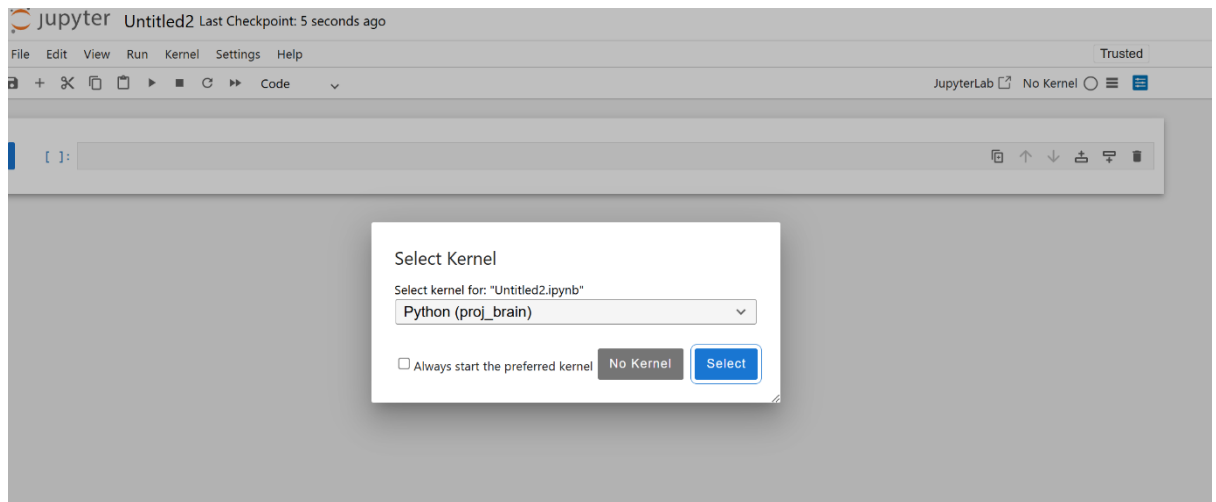 jupyter Untitled2 Last Checkpoint: 5 seconds ago
File Edit View Run Kernel Settings Help Trusted
Code JupyterLab No Kernel
[ ]:
Select Kernel
Select kernel for: "Untitled2.ipynb"
Python (proj_brain)
Always start the preferred kernel No Kernel Select